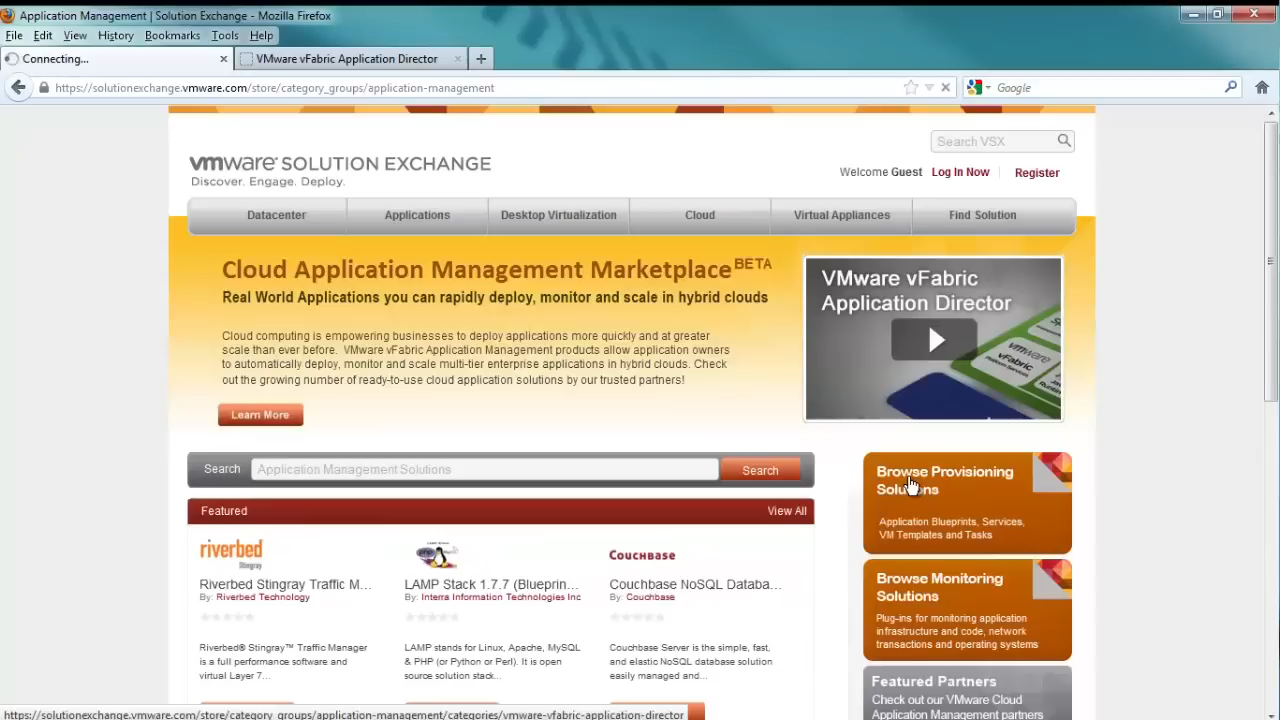 Application Management | Solution Exchange - Mozilla Firefox
File Edit View History Bookmarks Tools Help
Connecting...
VMware vFabric Application Director
https://solutionexchange.vmware.com/store/category_groups/application-management
Google
Search VSX
vmware® SOLUTION EXCHANGE
Discover. Engage. Deploy.
Welcome Guest Log In Now Register
Datacenter Applications Desktop Virtualization Cloud Virtual Appliances Find Solution
Cloud Application Management Marketplace BETA
Real World Applications you can rapidly deploy, monitor and scale in hybrid clouds
Cloud computing is empowering businesses to deploy applications more quickly and at greater
scale than ever before. VMware vFabric Application Management products allow application owners
to automatically deploy, monitor and scale multi-tier enterprise applications in hybrid clouds. Check
out the growing number of ready-to-use cloud application solutions by our trusted partners!
Learn More
VMware vFabric
Application Director
Search Application Management Solutions Search
Featured View All
riverbed
Stingray
Riverbed Stingray Traffic M...
By: Riverbed Technology
Riverbed® Stingray™ Traffic Manager
is a full performance software and
virtual Layer 7...
LAMP Stack 1.7.7 (Blueprin...
By: Interra Information Technologies Inc
LAMP stands for Linux, Apache, MySQL
& PHP (or Python or Perl). It is open
source solution stack...
COUCHBASE
Couchbase NoSQL Databa...
By: Couchbase
Couchbase Server is the simple, fast,
and elastic NoSQL database solution
easily managed and...
Browse Provisioning
Solutions
Application Blueprints, Services,
VM Templates and Tasks
Browse Monitoring
Solutions
Plug-ins for monitoring application
infrastructure and code, network
transactions and operating systems
Featured Partners
Check out our VMware Cloud
Application Management partners
https://solutionexchange.vmware.com/store/category_groups/application-management/categories/vmware-vfabric-application-director